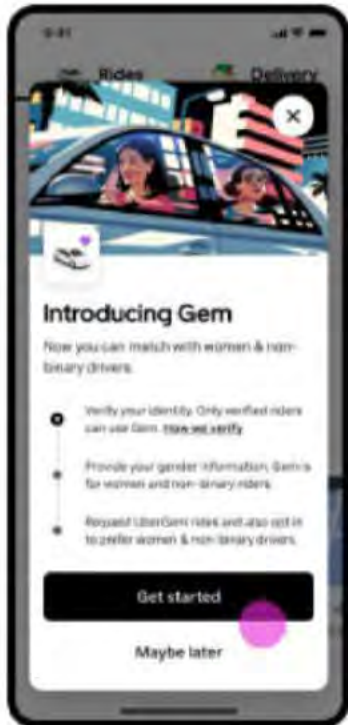 9:41
Rides Delivery
Introducing Gem
Now you can match with women & non-
binary drivers.
Verify your identity. Only verified riders
can use Gem. How we verify
Provide your gender information. Gem is
for women and non-binary riders.
Request UberGem rides and also opt in
to prefer women & non-binary drivers.
Get started
Maybe later